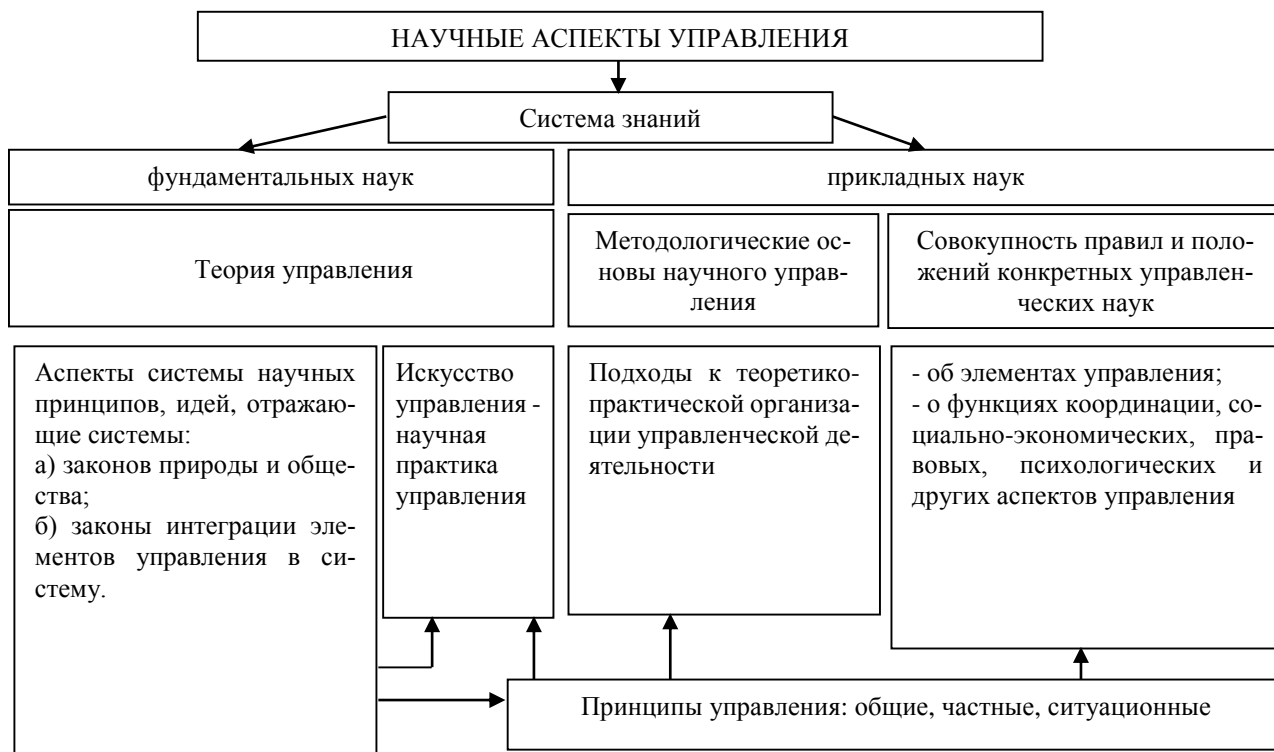 НАУЧНЫЕ АСПЕКТЫ УПРАВЛЕНИЯ
Система знаний
фундаментальных наук
прикладных наук
Теория управления
Методологические ос-
новы научного управ-
ления
Совокупность правил и поло-
жений конкретных управлен-
ческих наук
Аспекты системы научных
принципов, идей, отражаю-
щие системы:
а) законов природы и обще-
ства;
б) законы интеграции эле-
ментов управления в си-
стему.
Искусство
управления -
научная
практика
управления
Подходы к теоретико-
практической организа-
ции управленческой де-
ятельности
- об элементах управления;
- о функциях координации, со-
циально-экономических, пра-
вовых, психологических и
других аспектов управления
Принципы управления: общие, частные, ситуационные